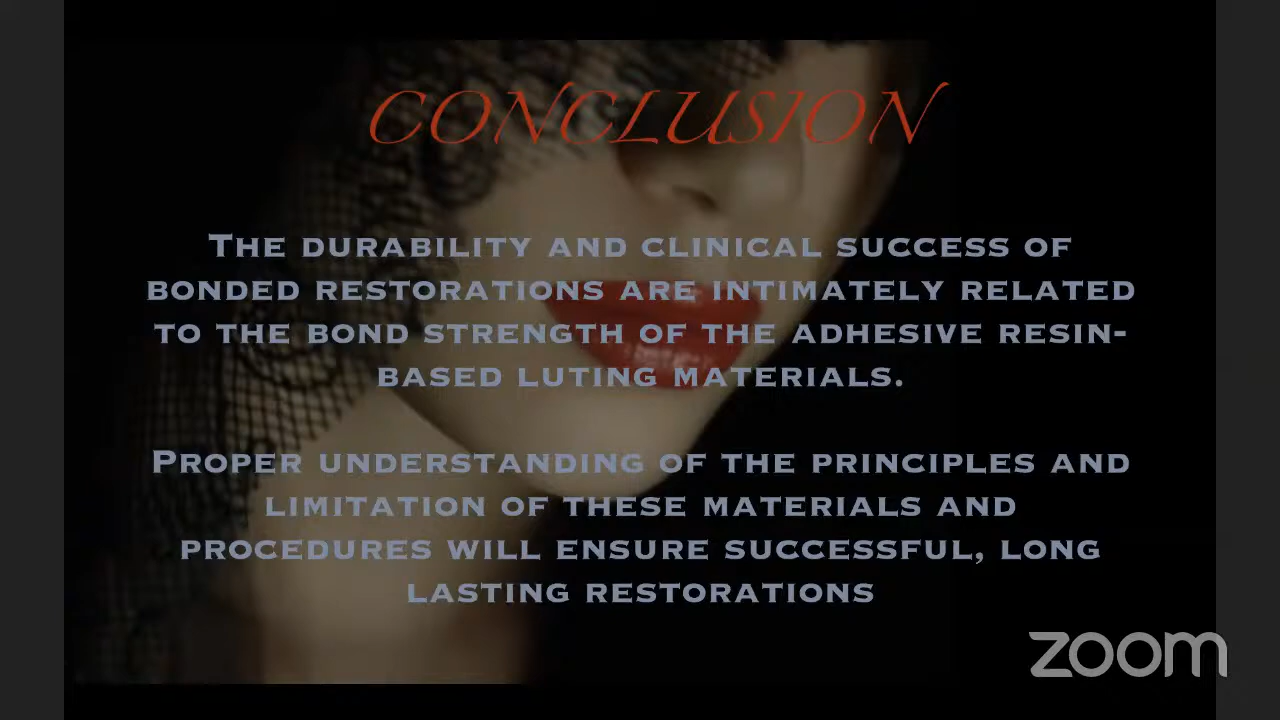 CONCLUSION
THE DURABILITY AND CLINICAL SUCCESS OF
BONDED RESTORATIONS ARE INTIMATELY RELATED
TO THE BOND STRENGTH OF THE ADHESIVE RESIN-
BASED LUTING MATERIALS.
PROPER UNDERSTANDING OF THE PRINCIPLES AND
LIMITATION OF THESE MATERIALS AND
PROCEDURES WILL ENSURE SUCCESSFUL, LONG
LASTING RESTORATIONS
zoom